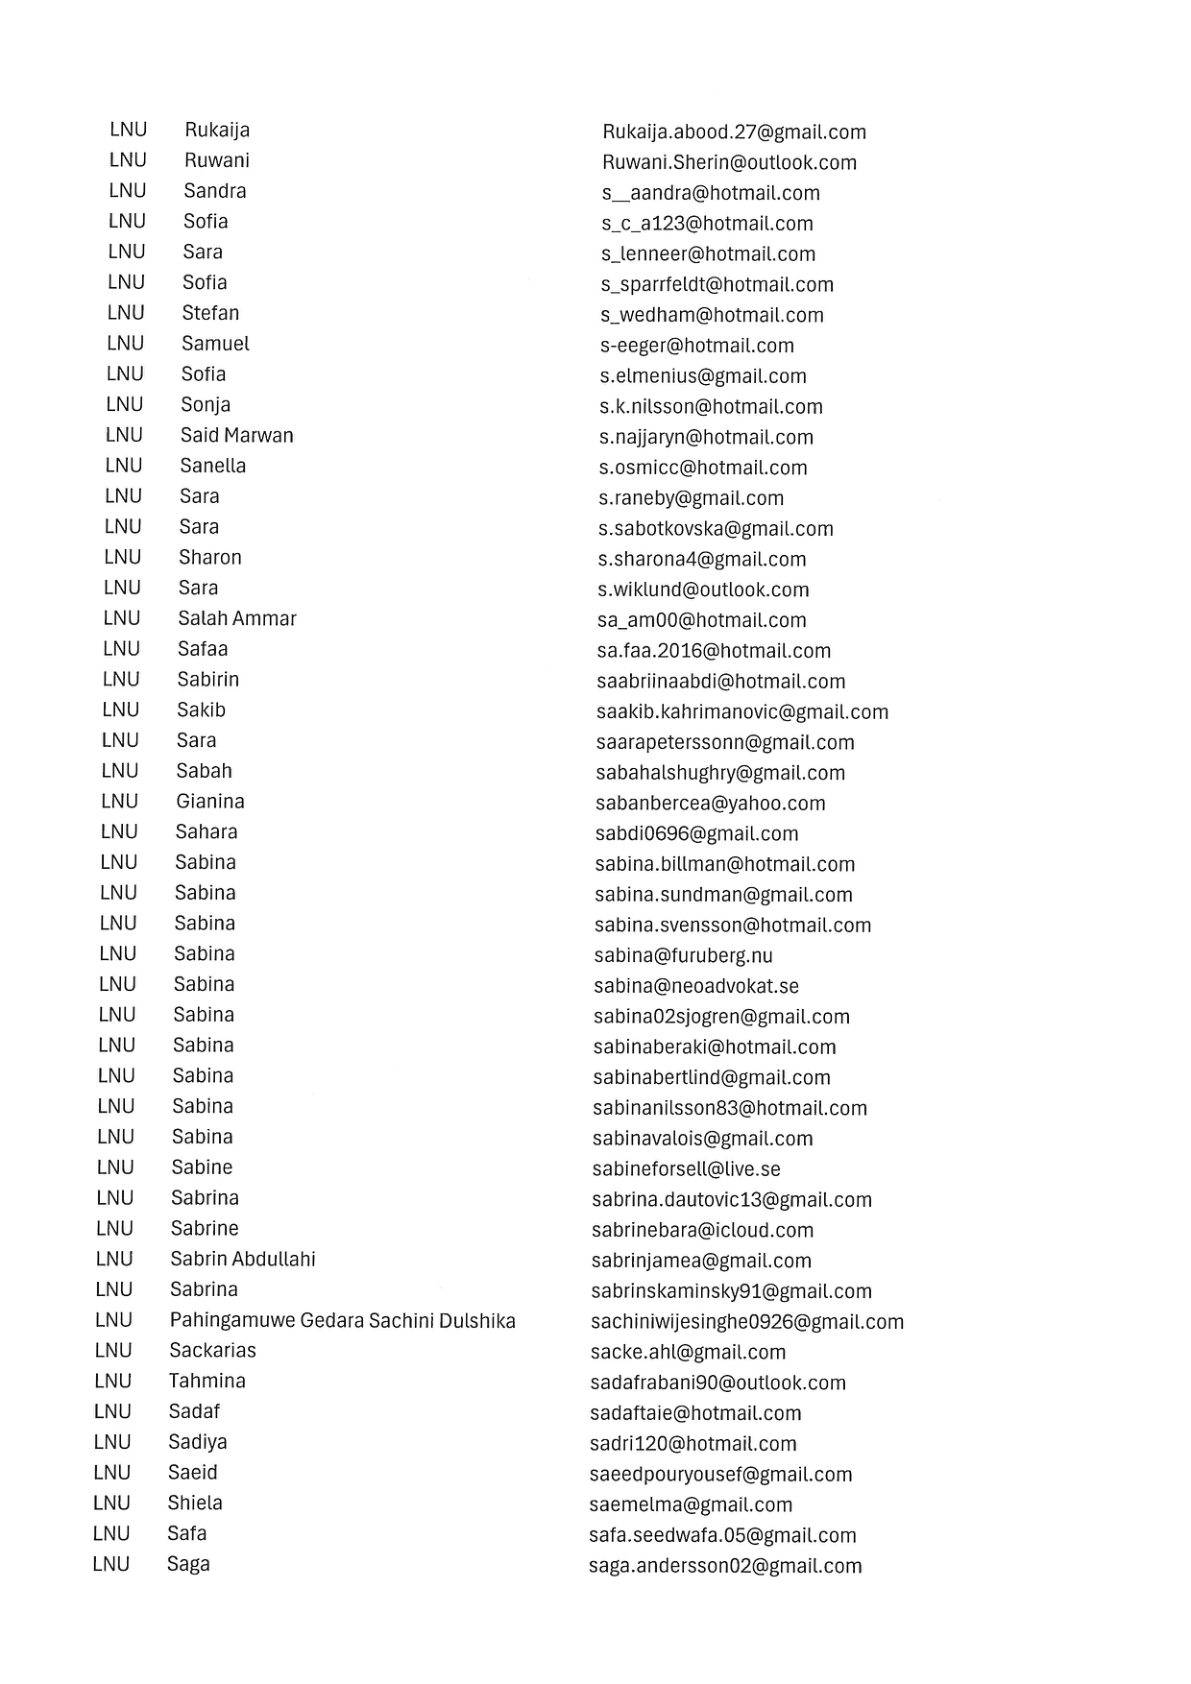 LNU Rukaija Rukaija.abood.27@gmail.com
LNU Ruwani Ruwani.Sherin@outlook.com
LNU Sandra s__aandra@hotmail.com
LNU Sofia s_c_a123@hotmail.com
LNU Sara s_lenneer@hotmail.com
LNU Sofia s_sparrfeldt@hotmail.com
LNU Stefan s_wedham@hotmail.com
LNU Samuel s-eeger@hotmail.com
LNU Sofia s.elmenius@gmail.com
LNU Sonja s.k.nilsson@hotmail.com
LNU Said Marwan s.najjaryn@hotmail.com
LNU Sanella s.osmicc@hotmail.com
LNU Sara s.raneby@gmail.com
LNU Sara s.sabotkovska@gmail.com
LNU Sharon s.sharona4@gmail.com
LNU Sara s.wiklund@outlook.com
LNU Salah Ammar sa_am00@hotmail.com
LNU Safaa sa.faa.2016@hotmail.com
LNU Sabirin saabriinaabdi@hotmail.com
LNU Sakib saakib.kahrimanovic@gmail.com
LNU Sara saarapeterssonn@gmail.com
LNU Sabah sabahalshughry@gmail.com
LNU Gianina sabanbercea@yahoo.com
LNU Sahara sabdi0696@gmail.com
LNU Sabina sabina.billman@hotmail.com
LNU Sabina sabina.sundman@gmail.com
LNU Sabina sabina.svensson@hotmail.com
LNU Sabina sabina@furuberg.nu
LNU Sabina sabina@neoadvokat.se
LNU Sabina sabina02sjogren@gmail.com
LNU Sabina sabinaberaki@hotmail.com
LNU Sabina sabinabertlind@gmail.com
LNU Sabina sabinanilsson83@hotmail.com
LNU Sabina sabinavalois@gmail.com
LNU Sabine sabineforsell@live.se
LNU Sabrina sabrina.dautovic13@gmail.com
LNU Sabrine sabrinebara@icloud.com
LNU Sabrin Abdullahi sabrinjamea@gmail.com
LNU Sabrina sabrinskaminsky91@gmail.com
LNU Pahingamuwe Gedara Sachini Dulshika sachiniwijesinghe0926@gmail.com
LNU Sackarias sacke.ahl@gmail.com
LNU Tahmina sadafrabani90@outlook.com
LNU Sadaf sadaftaie@hotmail.com
LNU Sadiya sadri120@hotmail.com
LNU Saeid saeedpouryousef@gmail.com
LNU Shiela saemelma@gmail.com
LNU Safa safa.seedwafa.05@gmail.com
LNU Saga saga.andersson02@gmail.com